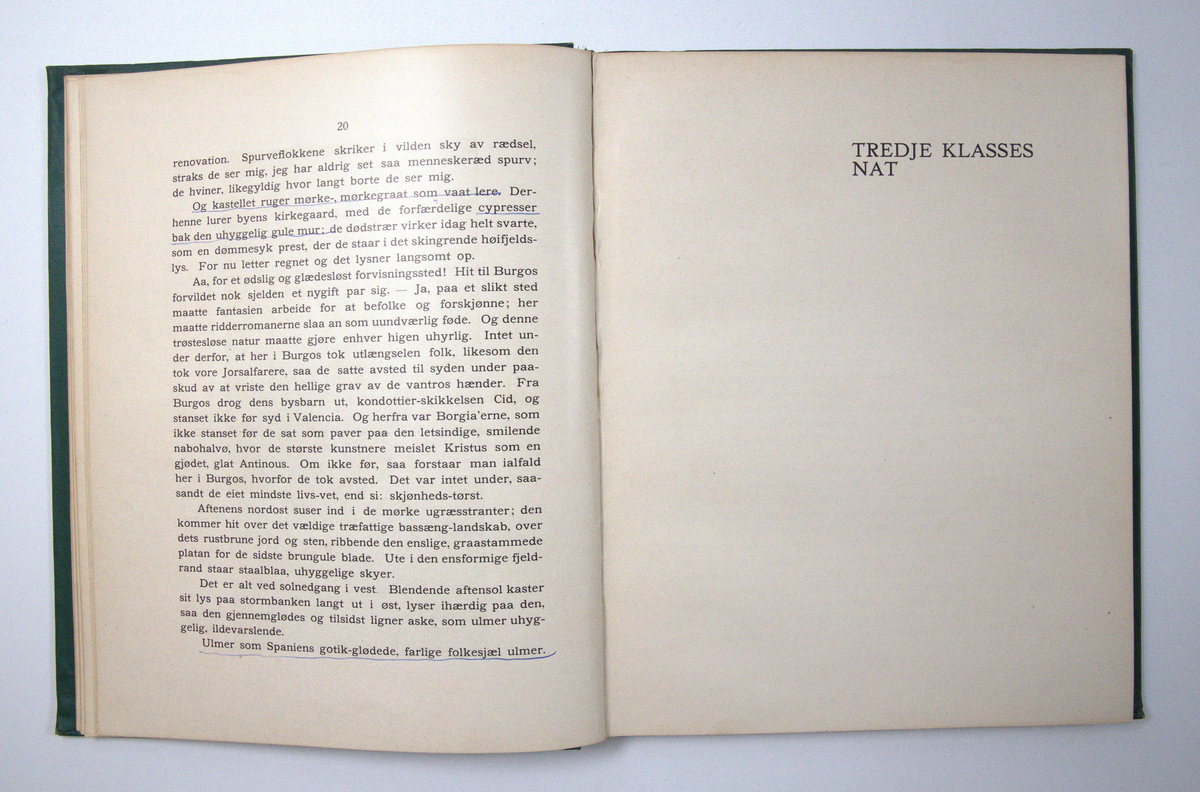 20
renovation. Spurveflokkene skriker i vilden sky av rædsel,
straks de ser mig, jeg har aldrig set saa menneskeræd spurv;
de hviner, likegyldig hvor langt borte de ser mig.
Og kastellet ruger mørke-, mørkegraat som vaat lere. Der-
henne lurer byens kirkegaard, med de forfærdelige cypresser
bak den uhyggelig gule mur; de dødstrær virker idag helt svarte,
som en dømmesyk prest, der de staar i det skingrende høifjelds-
lys. For nu letter regnet og det lysner langsomt op.
Aa, for et ødslig og glædesløst forvisningssted! Hit til Burgos
forvildet nok sjelden et nygift par sig. — Ja, paa et slikt sted
maatte fantasien arbeide for at befolke og forskjønne; her
maatte ridderromanerne slaa an som uundværlig føde. Og denne
trøstesløse natur maatte gjøre enhver higen uhyrlig. Intet un-
der derfor, at her i Burgos tok utlængselen folk, likesom den
tok vore Jorsalfarere, saa de satte avsted til syden under paa-
skud av at vriste den hellige grav av de vantros hænder. Fra
Burgos drog dens bysbarn ut, kondottier-skikkelsen Cid, og
stanset ikke før syd i Valencia. Og herfra var Borgia'erne, som
ikke stanset før de sat som paver paa den letsindige, smilende
nabohalvø, hvor de største kunstnere meislet Kristus som en
gjødet, glat Antinous. Om ikke før, saa forstaar man ialfald
her i Burgos, hvorfor de tok avsted. Det var intet under, saa-
sandt de eiet mindste livs-vet, end si: skjønheds-tørst.
Aftenens nordost suser ind i de mørke ugræsstranter; den
kommer hit over det vældige træfattige bassæng-landskab, over
dets rustbrune jord og sten, ribbende den enslige, graastammede
platan for de sidste brungule blade. Ute i den ensformige fjeld-
rand staar staalblaa, uhyggelige skyer.
Det er alt ved solnedgang i vest. Blendende aftensol kaster
sit lys paa stormbanken langt ut i øst, lyser ihærdig paa den,
saa den gjennemglødes og tilsidst ligner aske, som ulmer uhyg-
gelig, ildevarslende.
Ulmer som Spaniens gotik-glødede, farlige folkesjæl ulmer.
TREDJE KLASSES
NAT